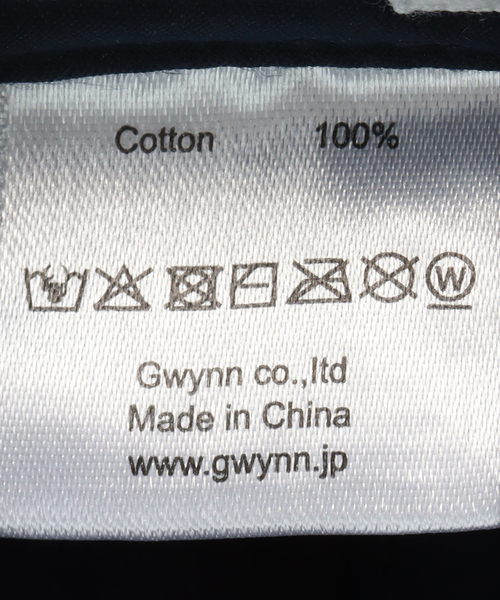 Cotton 100%
W
Gwynn co.,ltd
Made in China
www.gwynn.jp